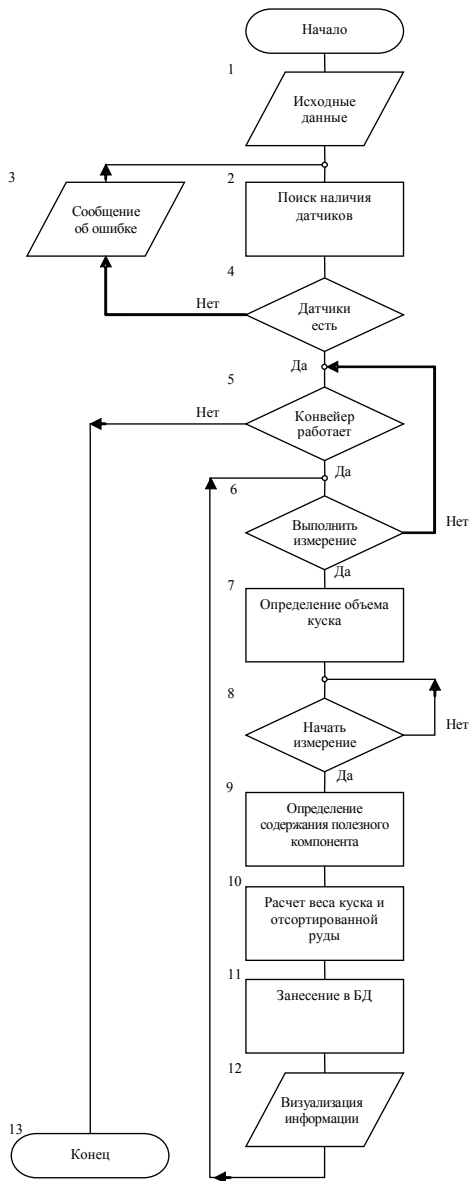 Начало
1
Исходные
данные
3
2
Сообщение
об ошибке
Поиск наличия
датчиков
4
Нет
Датчики
есть
Да
5
Нет
Конвейер
работает
Да
6
Выполнить
измерение
Нет
Да
7
Определение объема
куска
8
Начать
измерение
Нет
Да
9
Определение
содержания полезного
компонента
10
Расчет веса куска и
отсортированной
руды
11
Занесение в БД
12
Визуализация
информации
13
Конец